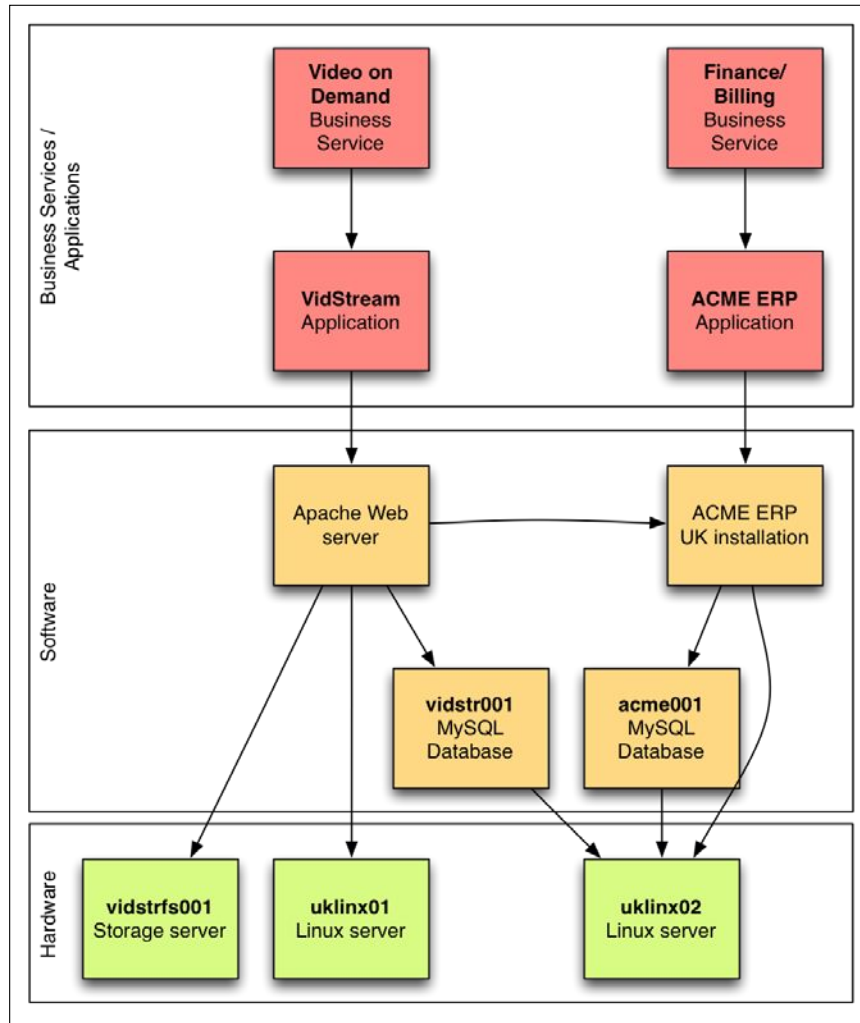 Business Services /
Applications
Video on
Demand
Business
Service
Finance/
Billing
Business
Service
VidStream
Application
ACME ERP
Application
Software
Apache Web
server
ACME ERP
UK installation
vidstr001
MySQL
Database
acme001
MySQL
Database
Hardware
vidstrfs001
Storage server
uklinx01
Linux server
uklinx02
Linux server